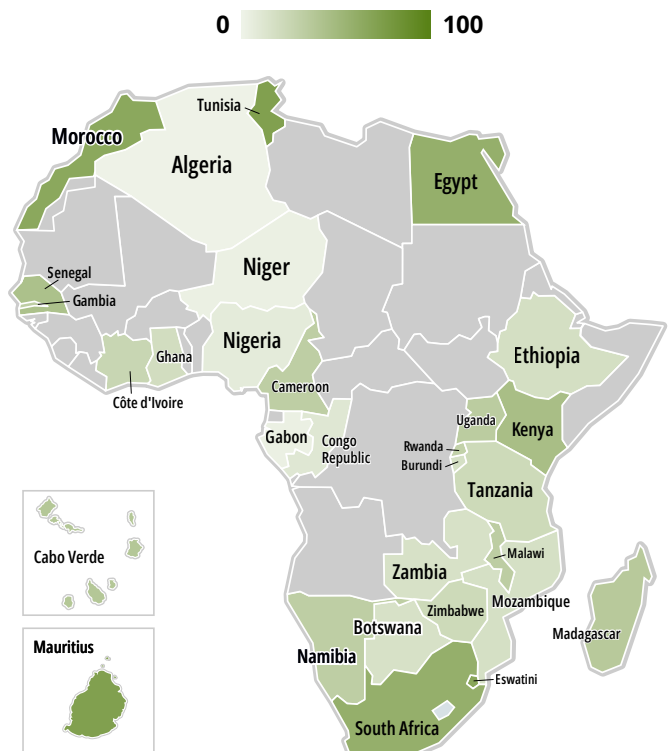 0 100
Tunisia
Morocco
Algeria
Egypt
Niger
Senegal
Gambia
Nigeria
Ghana
Ethiopia
Cameroon
Côte d'Ivoire
Uganda
Kenya
Gabon
Congo
Republic
Rwanda
Burundi
Tanzania
Cabo Verde
Malawi
Zambia
Mozambique
Zimbabwe
Botswana
Madagascar
Mauritius
Namibia
Eswatini
South Africa